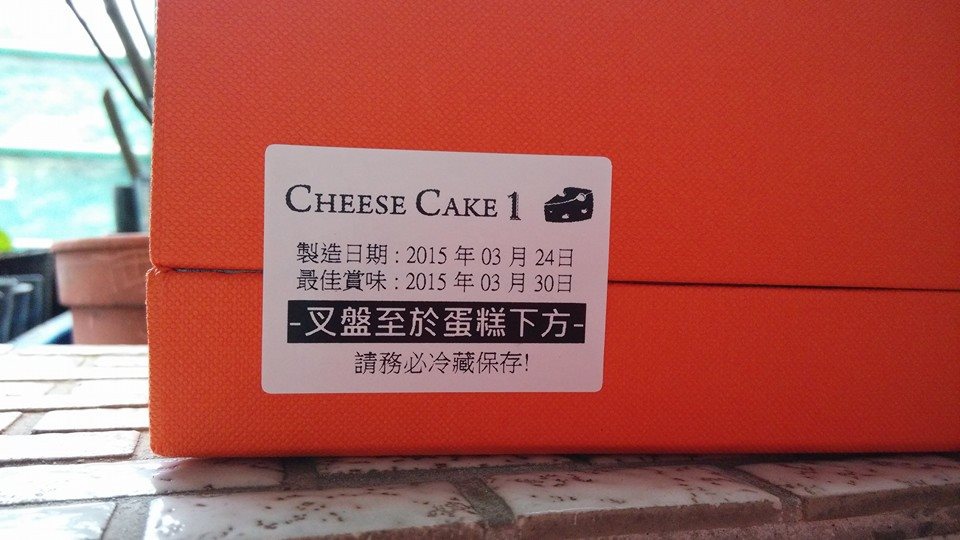 CHEESE CAKE 1
製造日期 : 2015 年 03 月 24日
最佳賞味 : 2015 年 03 月 30日
-叉盤至於蛋糕下方-
請務必冷藏保存!